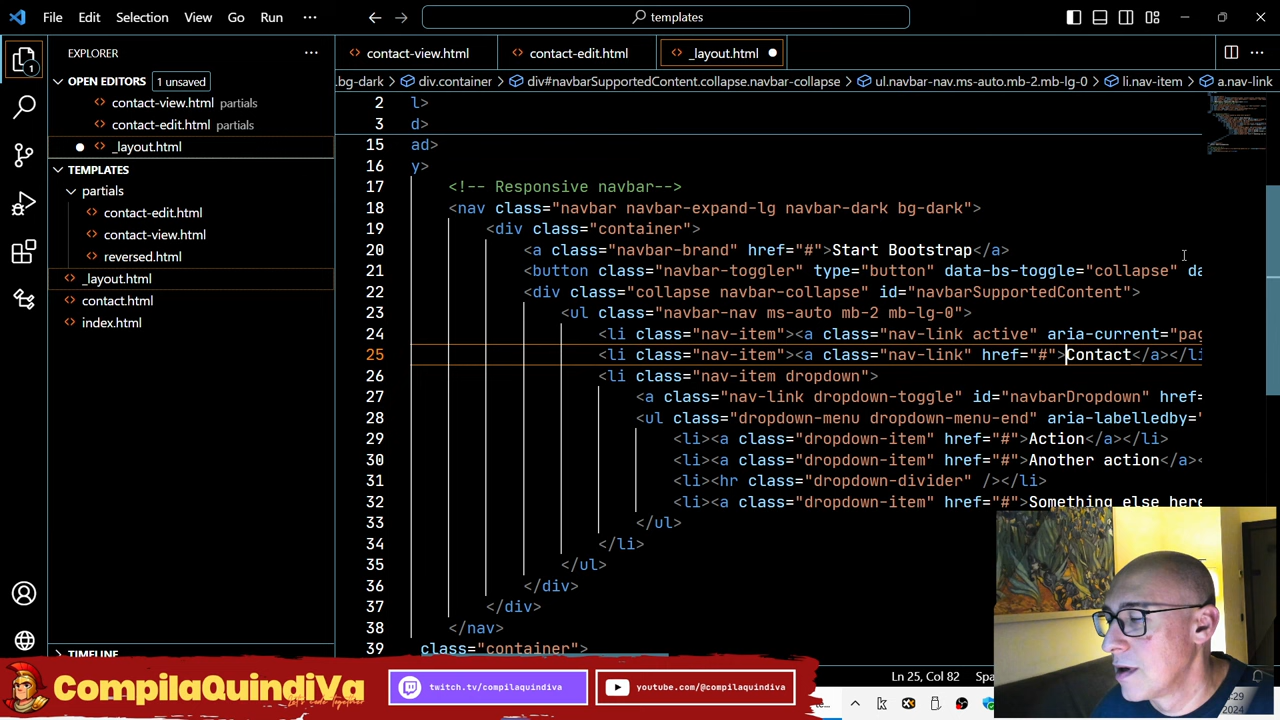 File Edit Selection View Go Run ··· templates
EXPLORER
OPEN EDITORS 1 unsaved
contact-view.html partials
contact-edit.html partials
_layout.html
TEMPLATES
partials
contact-edit.html
contact-view.html
reversed.html
_layout.html
contact.html
index.html
TIMELINE
contact-view.html contact-edit.html _layout.html
.bg-dark > div.container > div#navbarSupportedContent.collapse.navbar-collapse > ul.navbar-nav.ms-auto.mb-2.mb-lg-0 > li.nav-item > a.nav-link
2 l>
3 d>
15 ad>
16 y>
17 <!-- Responsive navbar-->
18 <nav class="navbar navbar-expand-lg navbar-dark bg-dark">
19 <div class="container">
20 <a class="navbar-brand" href="#">Start Bootstrap</a>
21 <button class="navbar-toggler" type="button" data-bs-toggle="collapse" da
22 <div class="collapse navbar-collapse" id="navbarSupportedContent">
23 <ul class="navbar-nav ms-auto mb-2 mb-lg-0">
24 <li class="nav-item"><a class="nav-link active" aria-current="pag
25 <li class="nav-item"><a class="nav-link" href="#">Contact</a></li
26 <li class="nav-item dropdown">
27 <a class="nav-link dropdown-toggle" id="navbarDropdown" href=
28 <ul class="dropdown-menu dropdown-menu-end" aria-labelledby="
29 <li><a class="dropdown-item" href="#">Action</a></li>
30 <li><a class="dropdown-item" href="#">Another action</a><
31 <li><hr class="dropdown-divider" /></li>
32 <li><a class="dropdown-item" href="#">Something else here
33 </ul>
34 </li>
35 </ul>
36 </div>
37 </div>
38 </nav>
39 class="container">
Ln 25, Col 82 Spa
CompilaQuindiVa
Let's Code Together
twitch.tv/compilaquindiva
youtube.com/@compilaquindiva
:29
2024